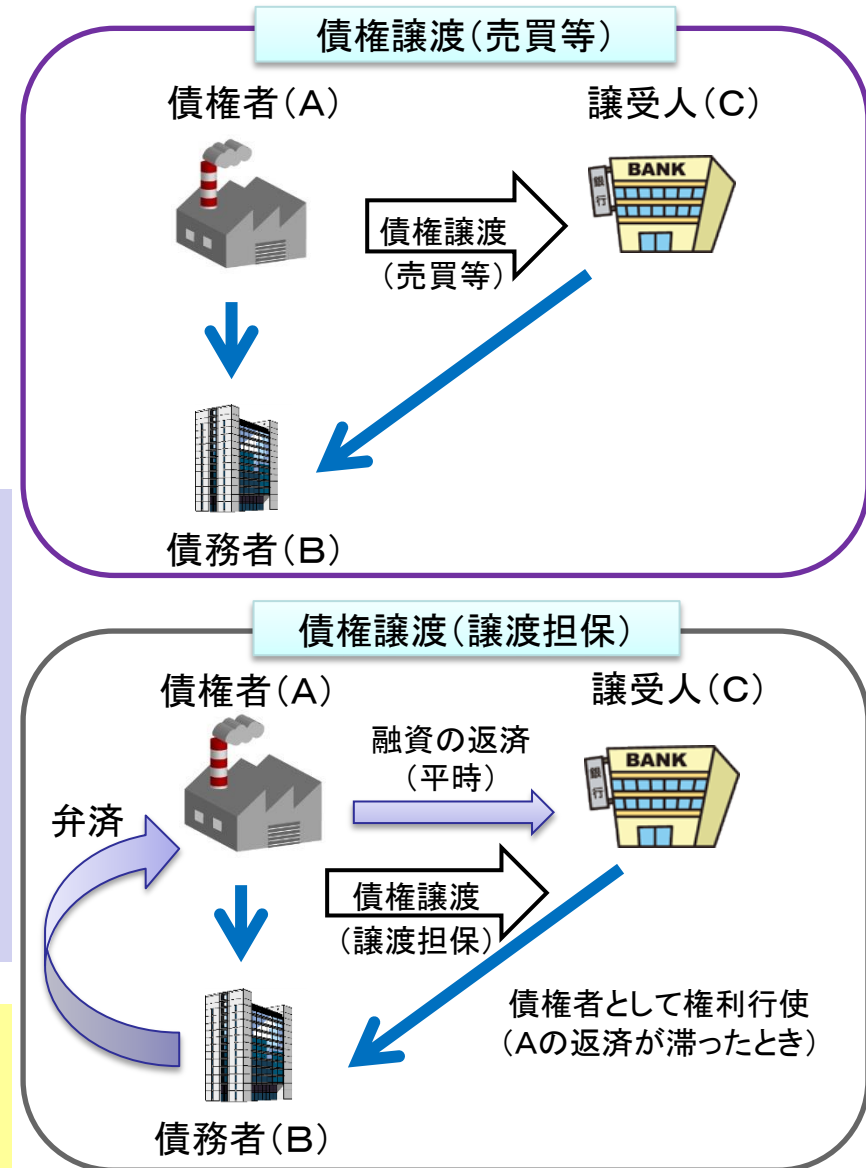 債権譲渡(売買等)
債権者(A)
譲受人(C)
BANK
銀行
債権譲渡
(売買等)
債務者(B)
債権譲渡(譲渡担保)
債権者(A)
譲受人(C)
融資の返済
(平時)
BANK
銀行
弁済
債権譲渡
(譲渡担保)
債権者として権利行使
(Aの返済が滞ったとき)
債務者(B)